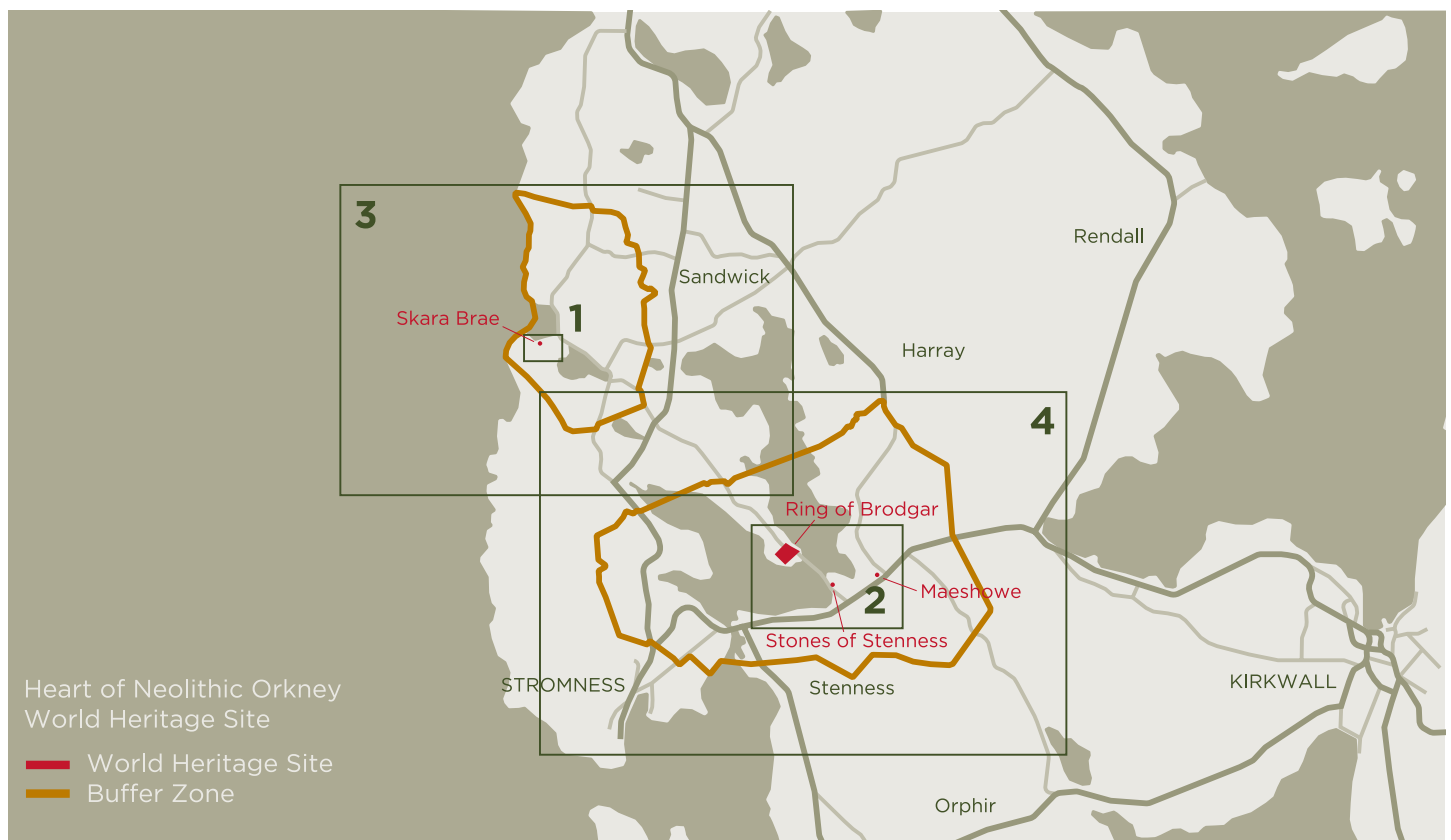 3
Rendall
Sandwick
Skara Brae
1
Harray
4
Ring of Brodgar
Maeshowe
2
Stones of Stenness
STROMNESS
Stenness
KIRKWALL
Heart of Neolithic Orkney
World Heritage Site
World Heritage Site
Buffer Zone
Orphir